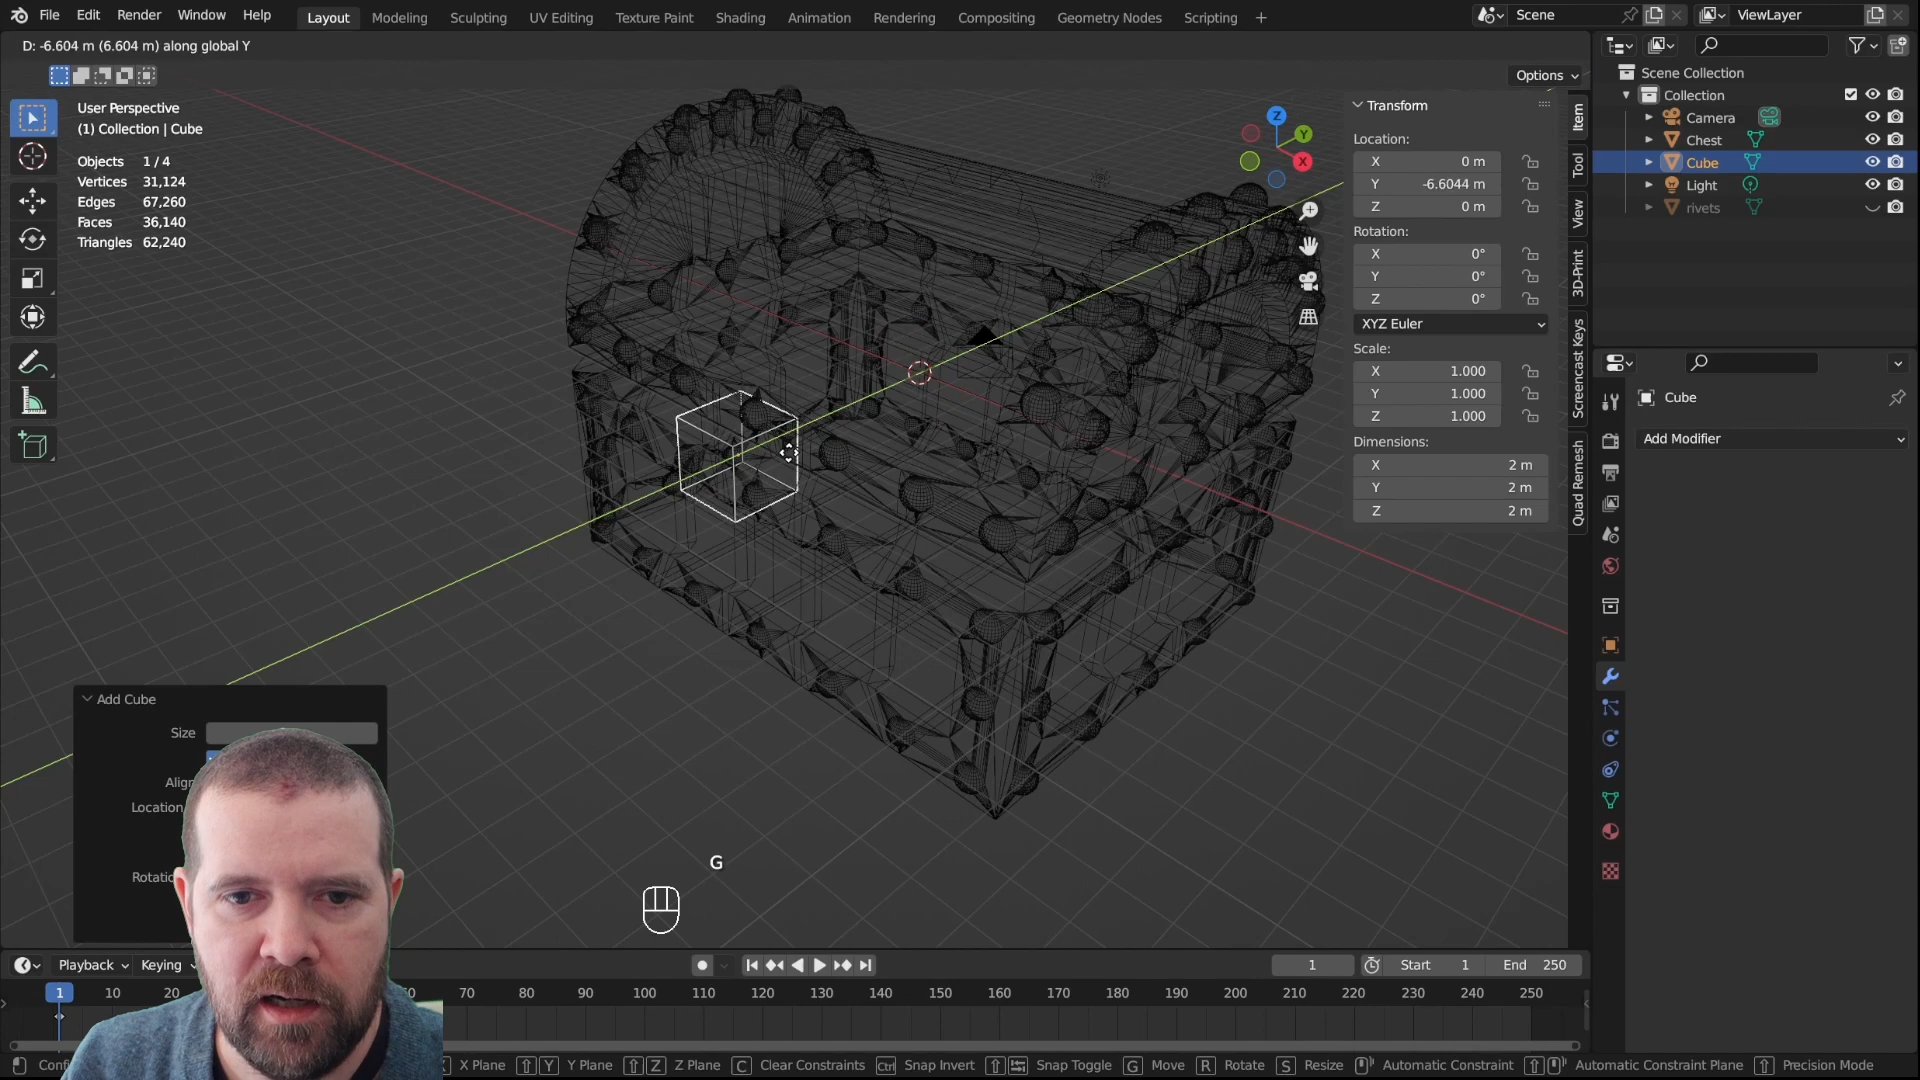 File Edit Render Window Help Layout Modeling Sculpting UV Editing Texture Paint Shading Animation Rendering Compositing Geometry Nodes Scripting + Scene ViewLayer
D: -6.604 m (6.604 m) along global Y
Options
User Perspective
(1) Collection | Cube
Objects 1 / 4
Vertices 31,124
Edges 67,260
Faces 36,140
Triangles 62,240
Z
Y
X
Transform
Location:
X 0 m
Y -6.6044 m
Z 0 m
Rotation:
X 0°
Y 0°
Z 0°
XYZ Euler
Scale:
X 1.000
Y 1.000
Z 1.000
Dimensions:
X 2 m
Y 2 m
Z 2 m
Item
Tool
View
3D-Print
Screencast Keys
Quad Remesh
Scene Collection
Collection
Camera
Chest
Cube
Light
rivets
Cube
Add Modifier
Add Cube
Size
Align
Location
G
Playback Keying
1 Start 1 End 250
1 10 20 70 80 90 100 110 120 130 140 150 160 170 180 190 200 210 220 230 240 250
X Plane Y Y Plane Z Z Plane C Clear Constraints Ctrl Snap Invert Snap Toggle G Move R Rotate S Resize Automatic Constraint Automatic Constraint Plane Precision Mode